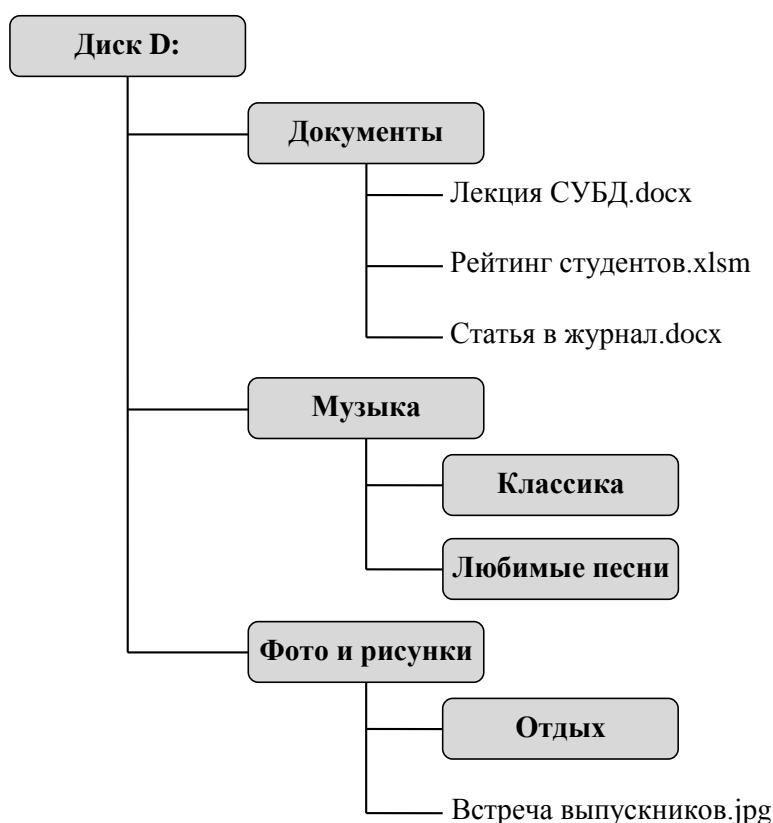 Диск D:
Документы
Лекция СУБД.docx
Рейтинг студентов.xlsm
Статья в журнал.docx
Музыка
Классика
Любимые песни
Фото и рисунки
Отдых
Встреча выпускников.jpg